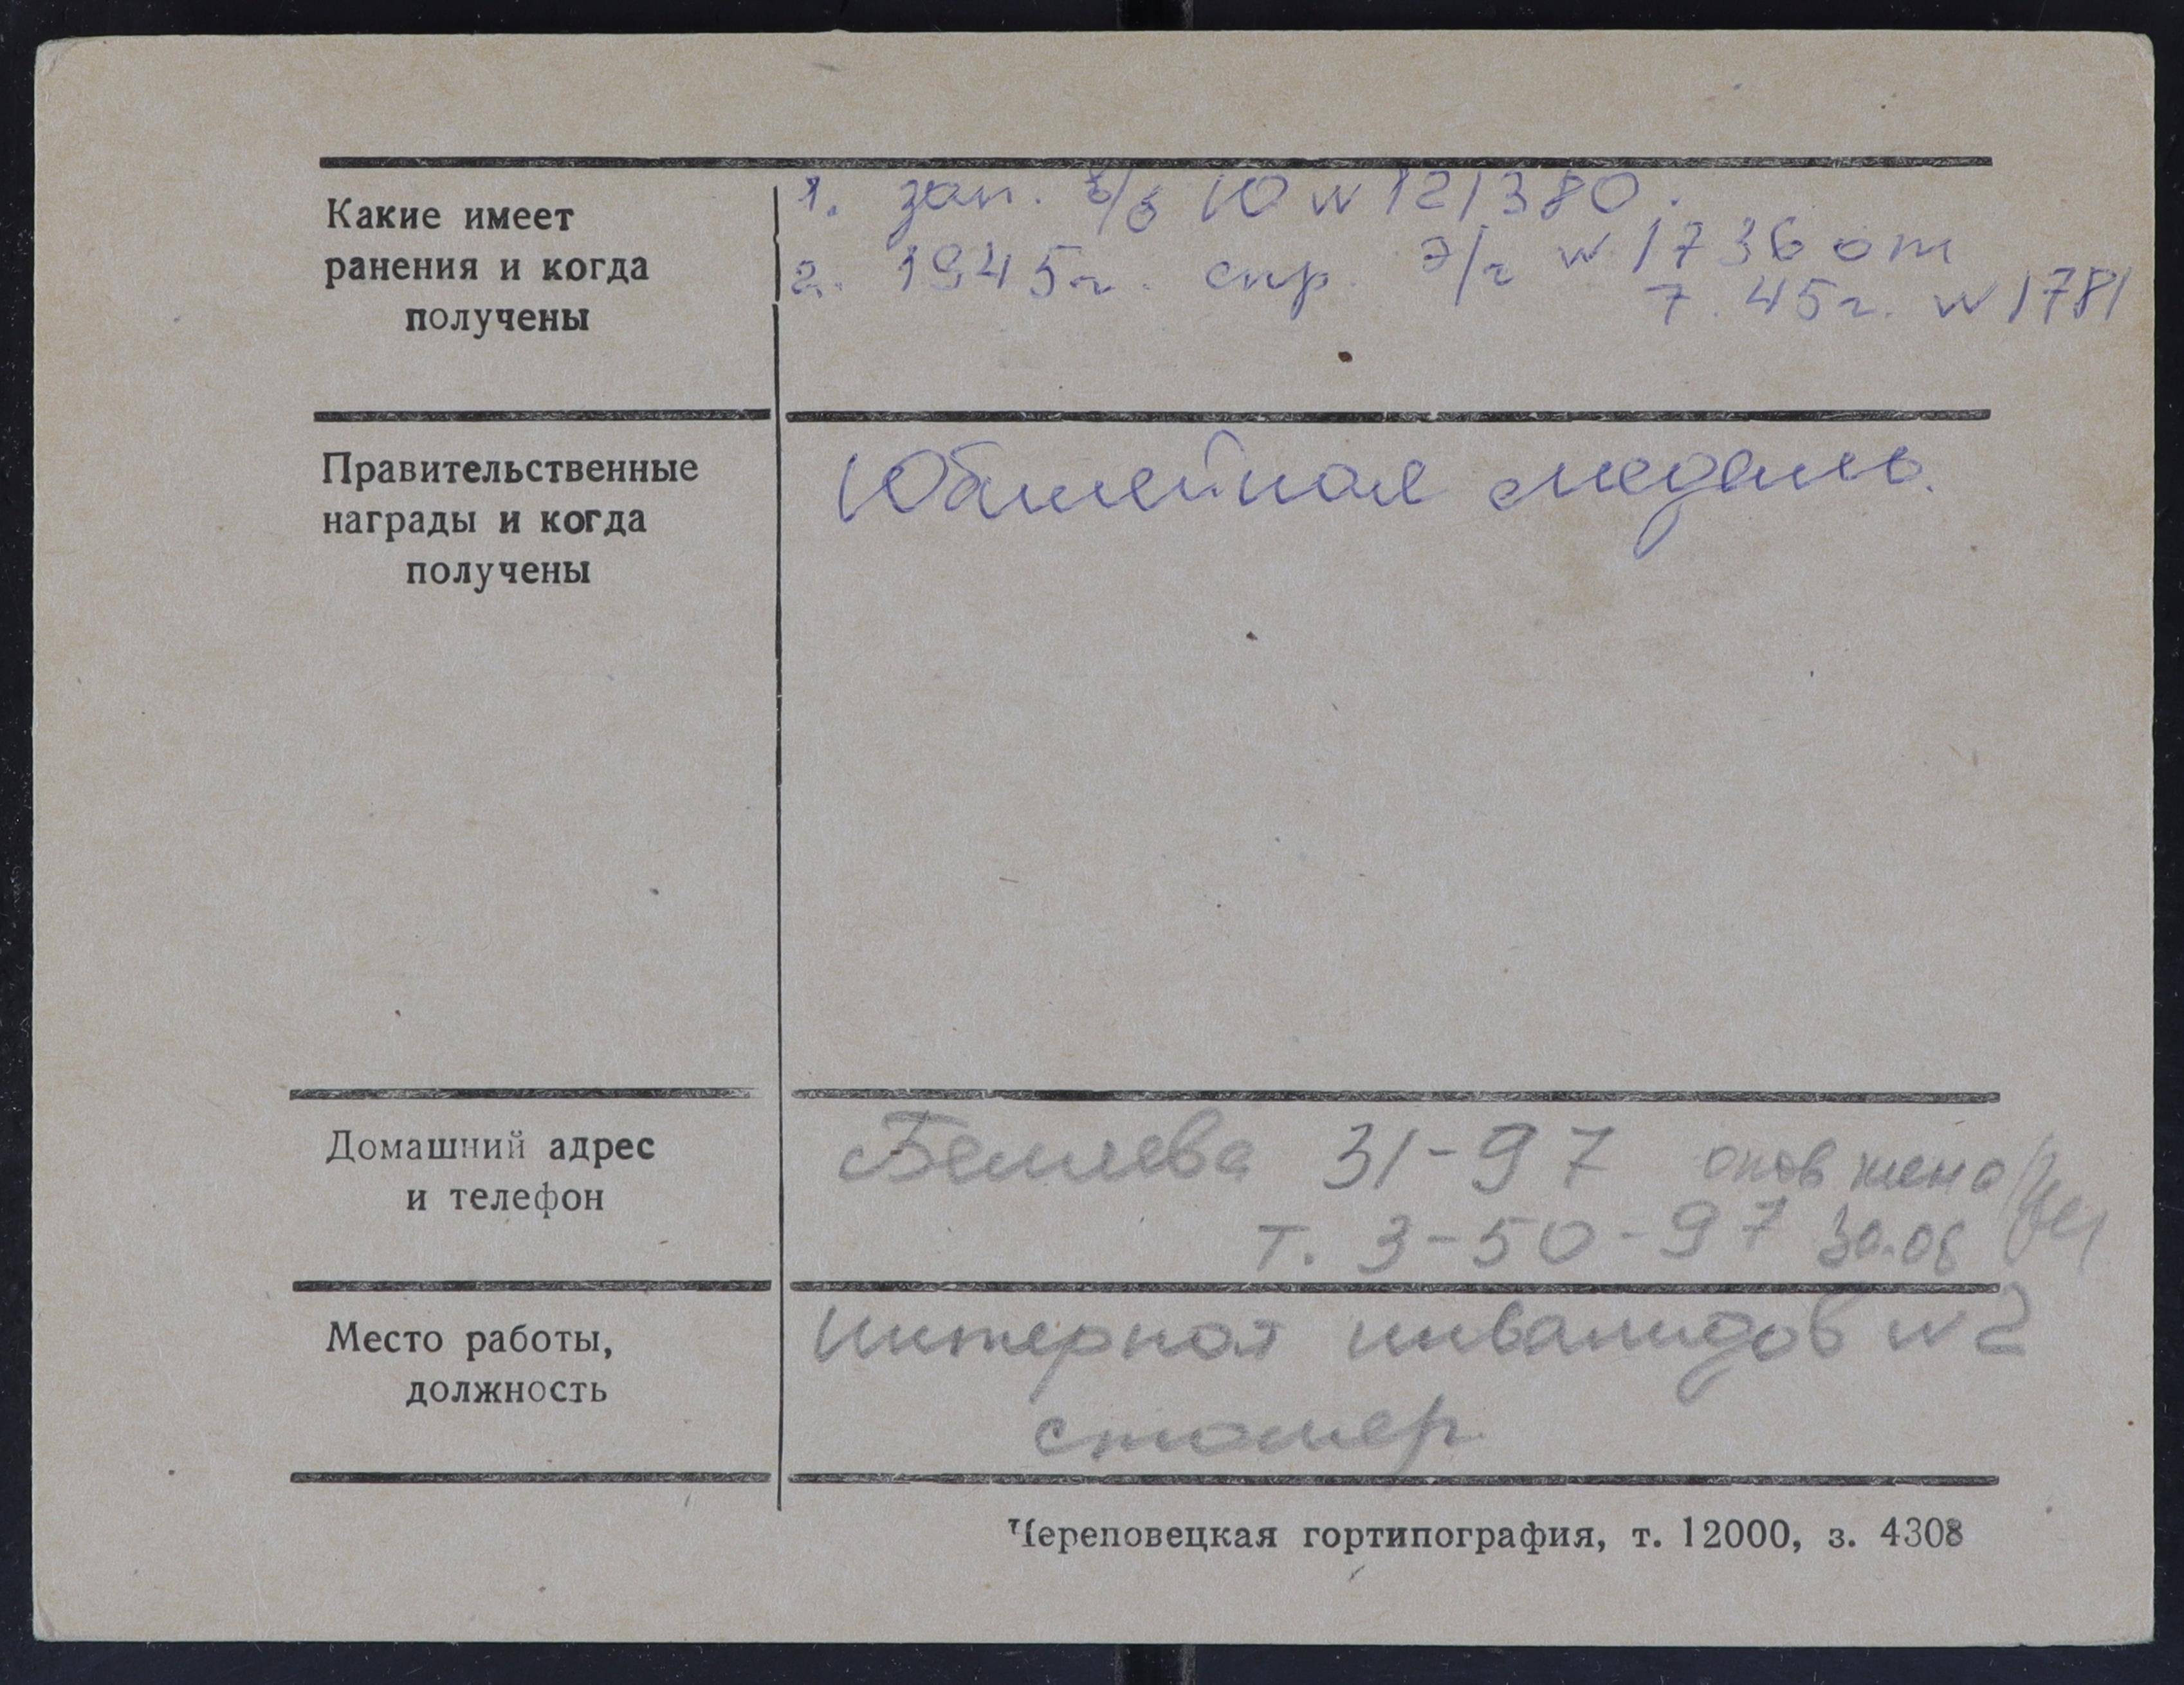 Какие имеет
ранения и когда
получены
1. зап. в/б Ю № 121380.
2. 1945г. спр. э/г № 1736 от
7. 45г. № 1781
Правительственные
награды и когда
получены
Юбилейная медаль.
Домашний адрес
и телефон
Беляева 31-97 жена
т. 3-50-97 30.08
Место работы,
должность
Интернат инвалидов № 2
столяр
Череповецкая гортипография, т. 12000, з. 4308